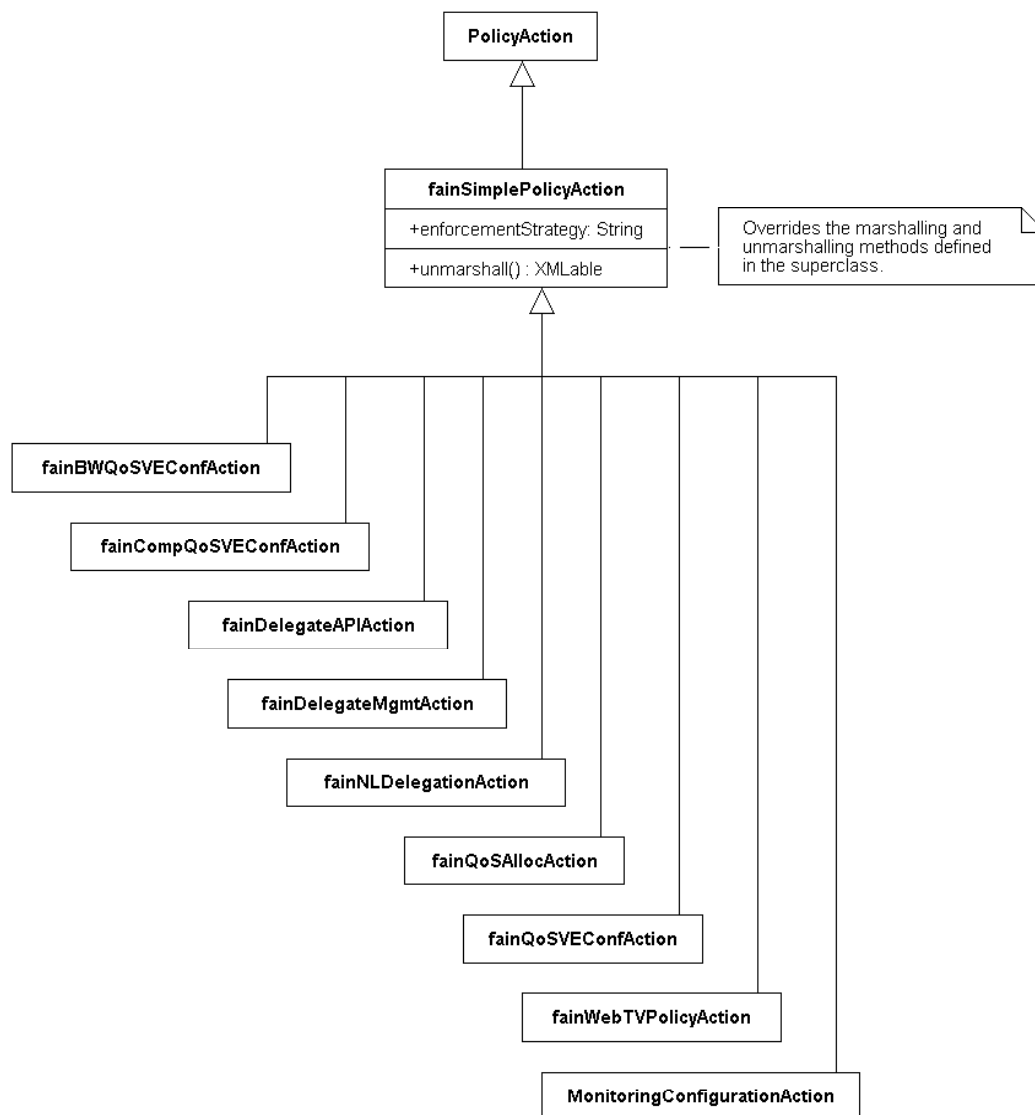 PolicyAction
fainSimplePolicyAction
+enforcementStrategy: String
+unmarshall() : XMLable
Overrides the marshalling and
unmarshalling methods defined
in the superclass.
fainBWQoSVEConfAction
fainCompQoSVEConfAction
fainDelegateAPIAction
fainDelegateMgmtAction
fainNLDelegationAction
fainQoSAllocAction
fainQoSVEConfAction
fainWebTVPolicyAction
MonitoringConfigurationAction